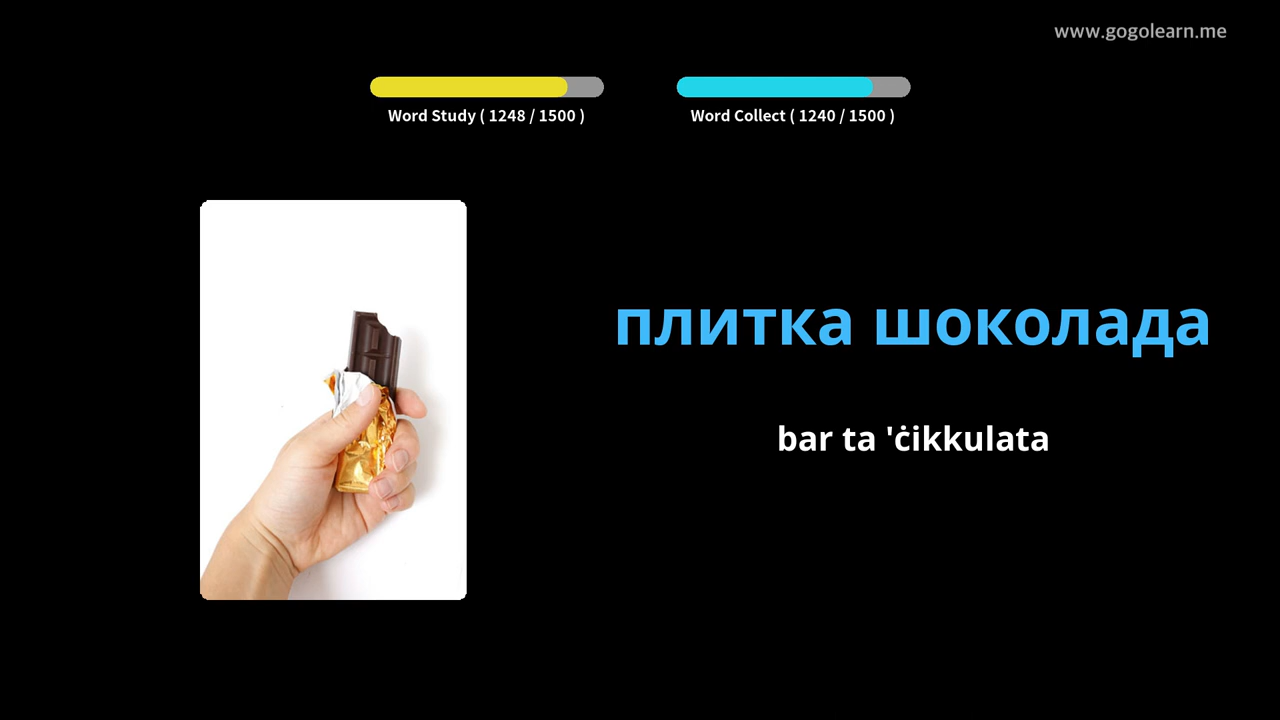 www.gogolearn.me
Word Study ( 1248 / 1500 )
Word Collect ( 1240 / 1500 )
плитка шоколада
bar ta 'ċikkulata